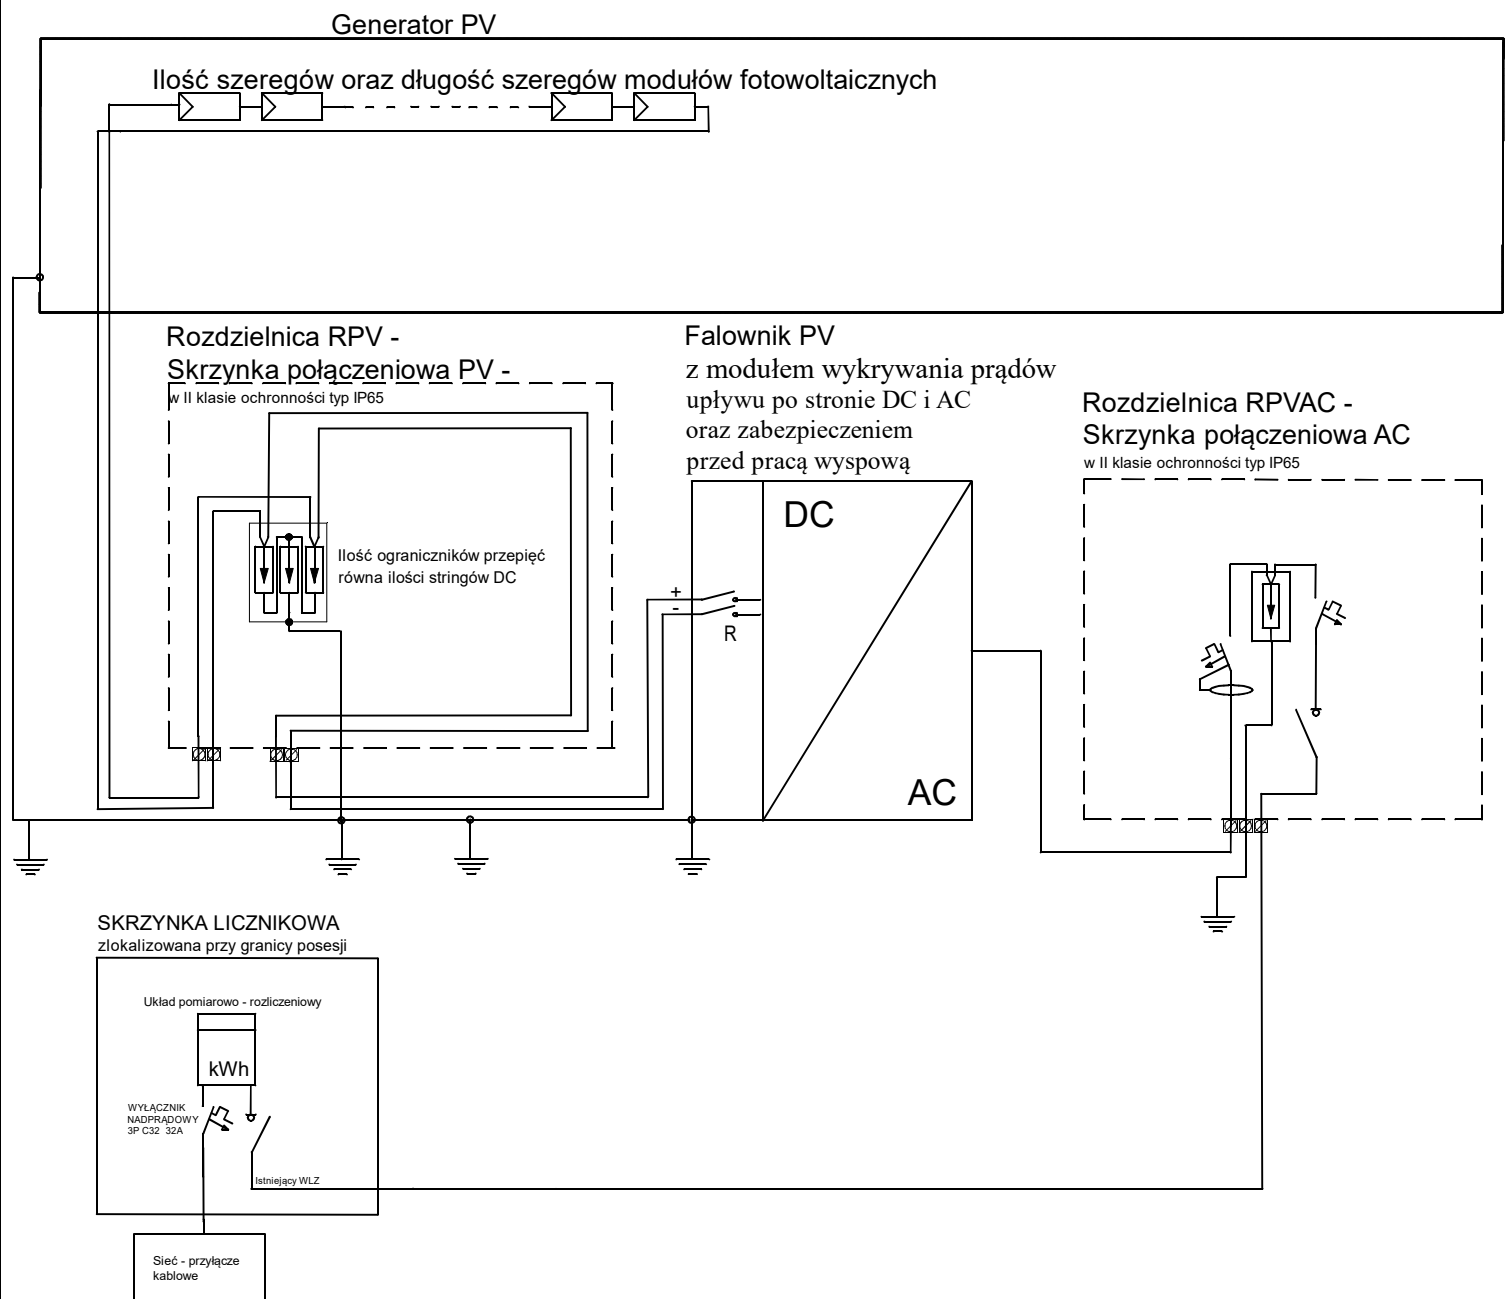 Generator PV
Ilość szeregów oraz długość szeregów modułów fotowoltaicznych
Rozdzielnica RPV -
Skrzynka połączeniowa PV -
w II klasie ochronności typ IP65
Ilość ograniczników przepięć
równa ilości stringów DC
Falownik PV
z modułem wykrywania prądów
upływu po stronie DC i AC
oraz zabezpieczeniem
przed pracą wyspową
DC
+
-
R
AC
Rozdzielnica RPVAC -
Skrzynka połączeniowa AC
w II klasie ochronności typ IP65
SKRZYNKA LICZNIKOWA
zlokalizowana przy granicy posesji
Układ pomiarowo - rozliczeniowy
kWh
WYŁĄCZNIK
NADPRĄDOWY
3P C32 32A
Istniejący WLZ
Sieć - przyłącze
kablowe